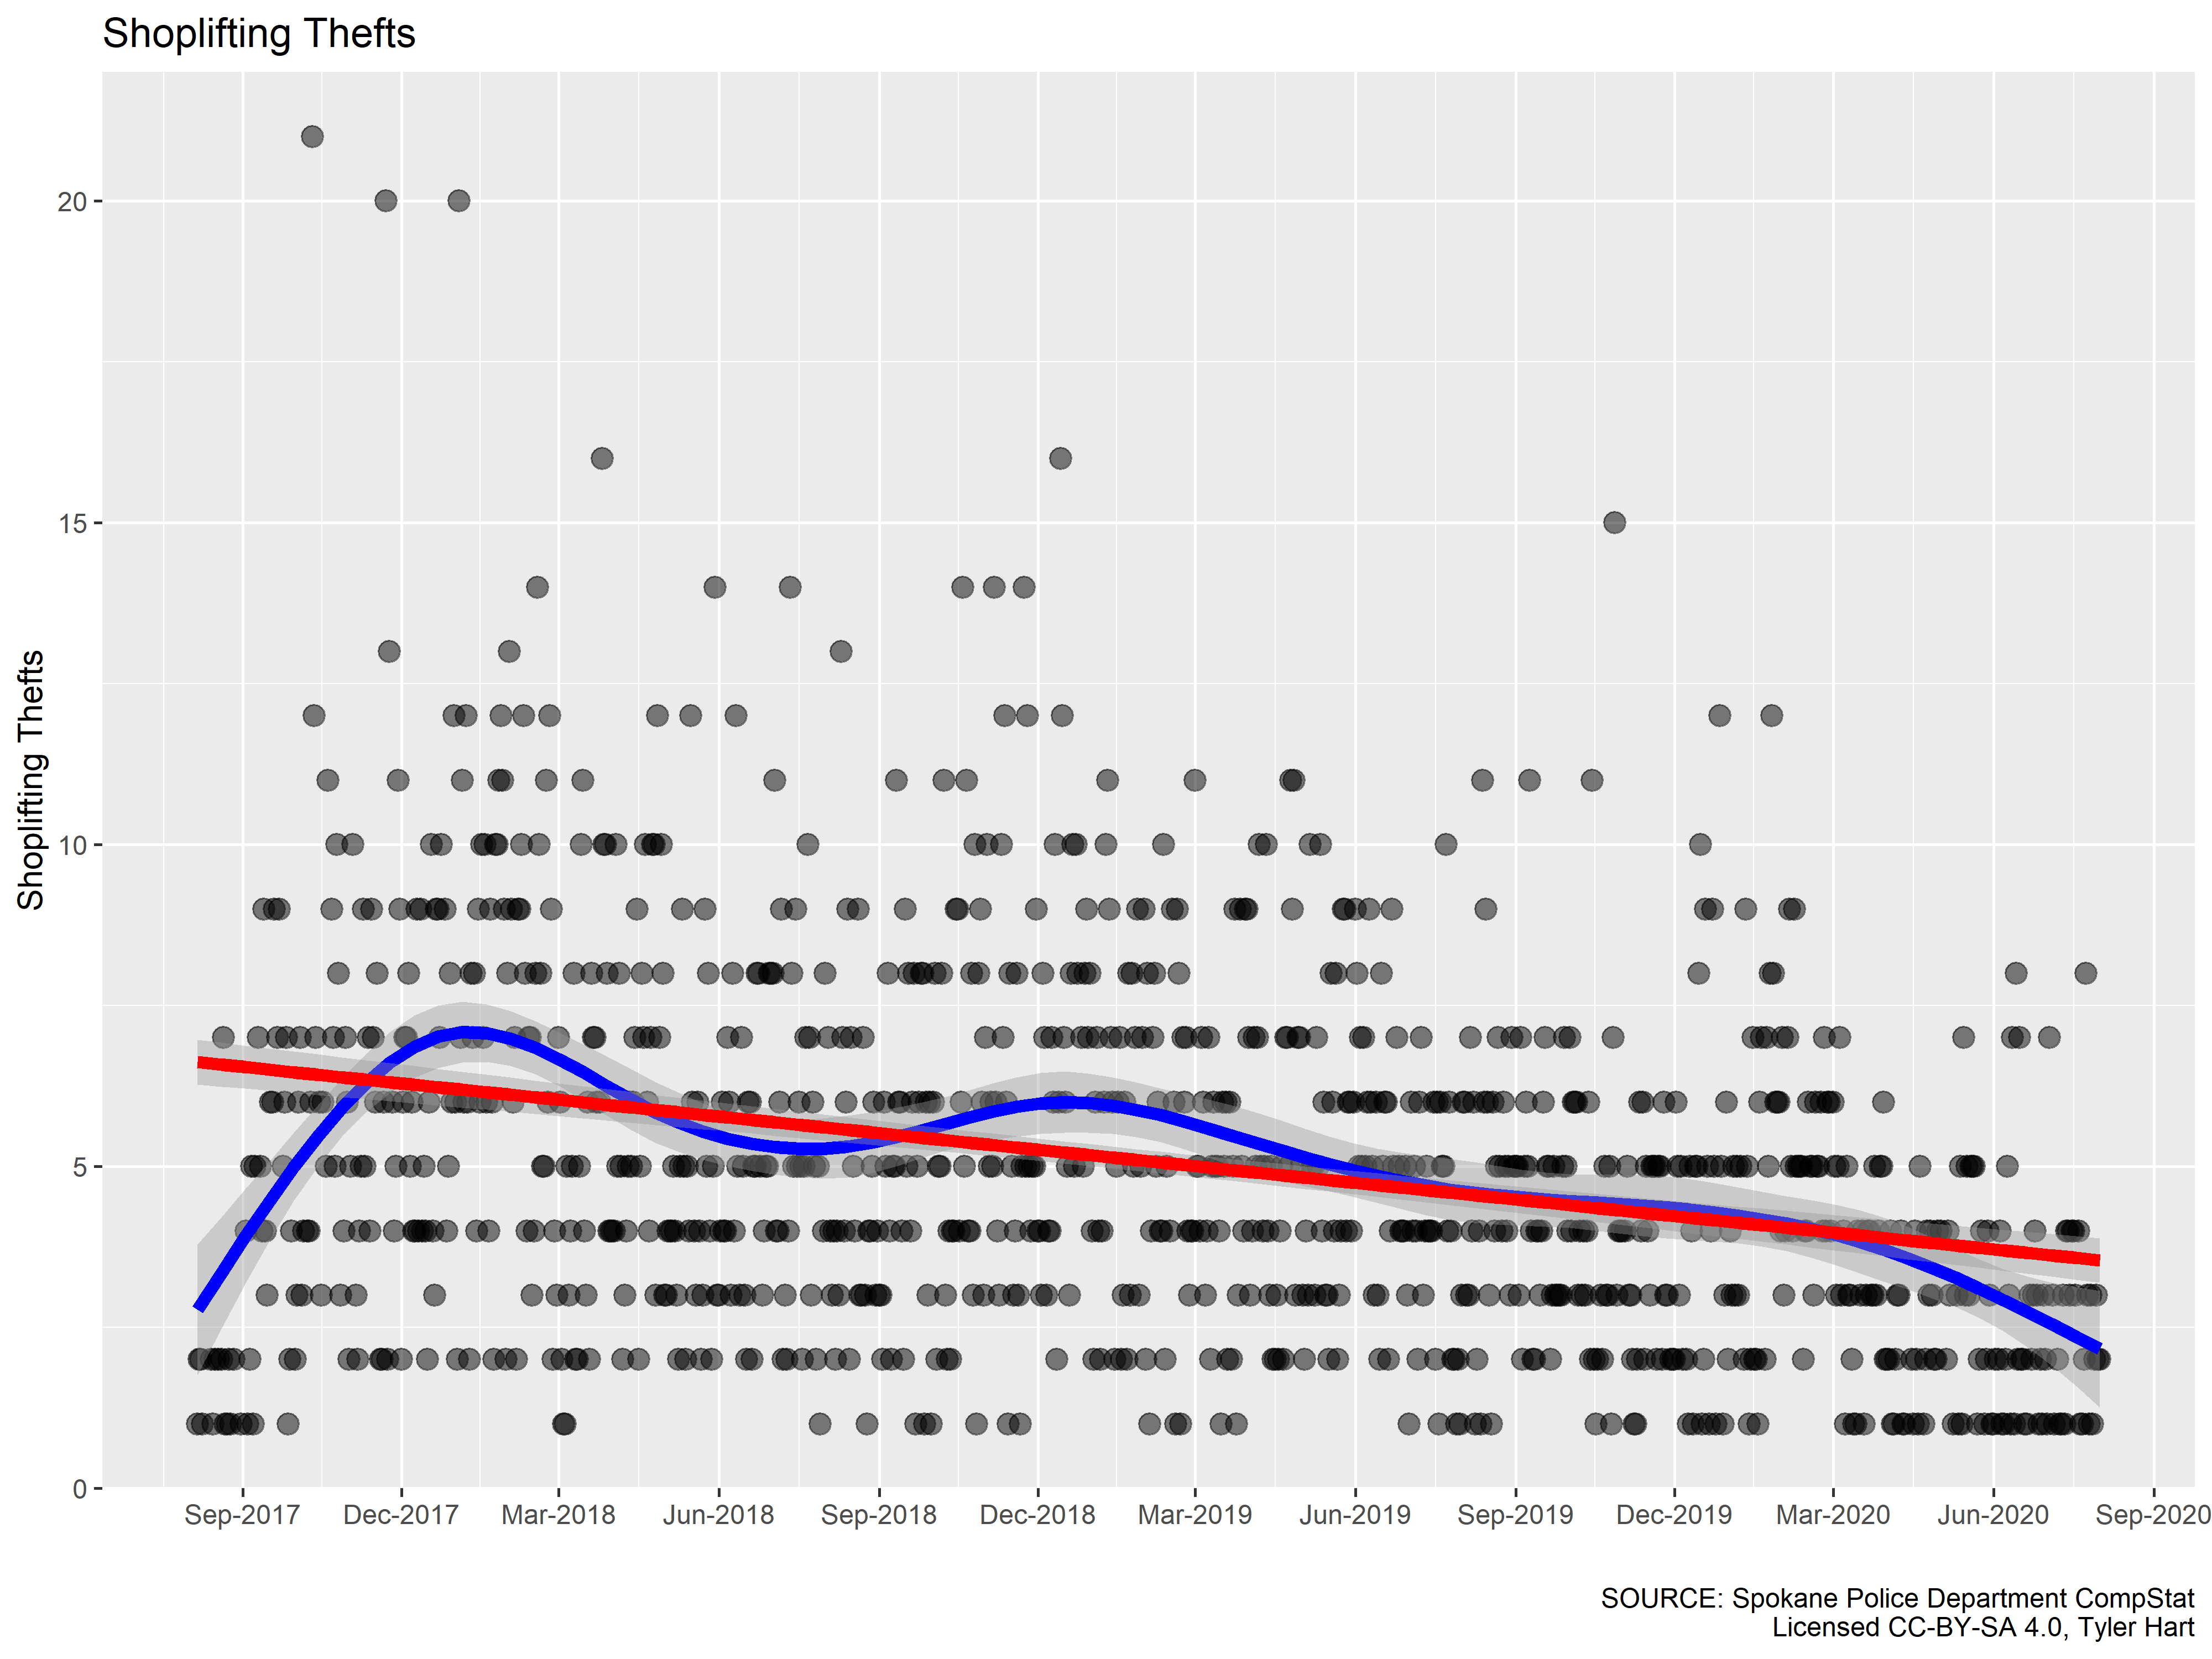 Shoplifting Thefts
Shoplifting Thefts
20
15
10
5
0
Sep-2017 Dec-2017 Mar-2018 Jun-2018 Sep-2018 Dec-2018 Mar-2019 Jun-2019 Sep-2019 Dec-2019 Mar-2020 Jun-2020 Sep-2020
SOURCE: Spokane Police Department CompStat
Licensed CC-BY-SA 4.0, Tyler Hart